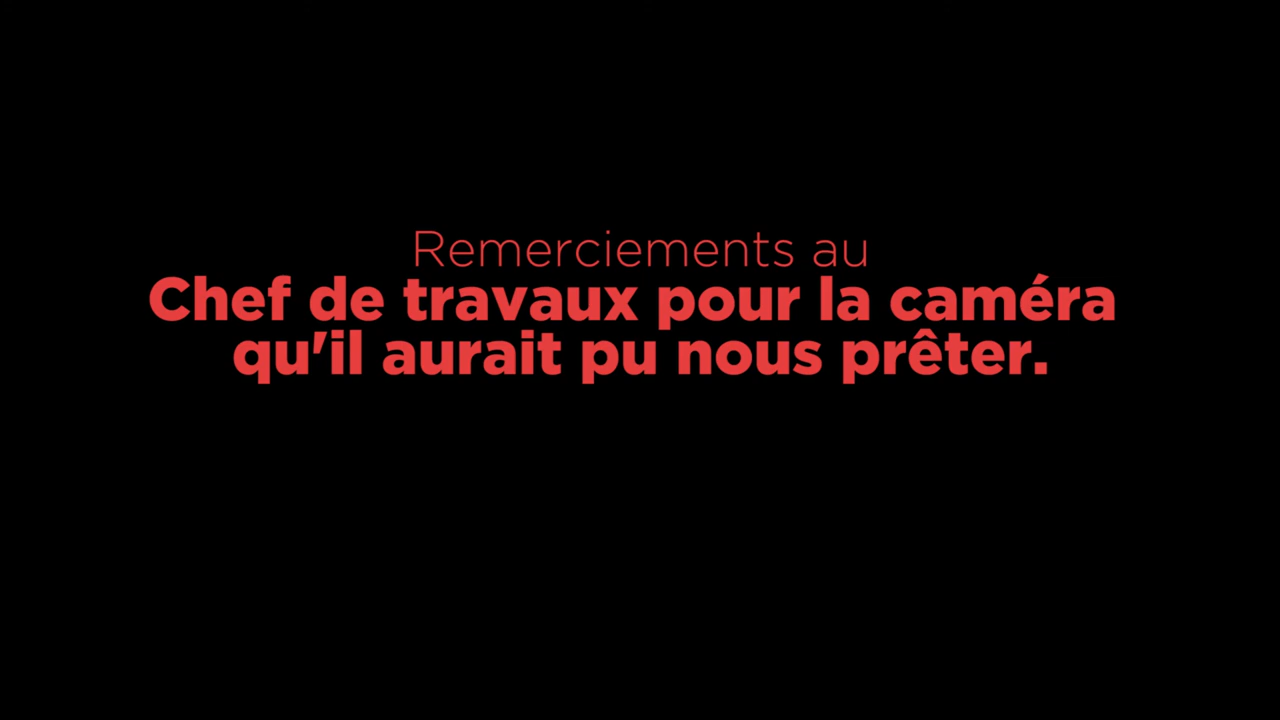 Remerciements au
Chef de travaux pour la caméra
qu'il aurait pu nous prêter.